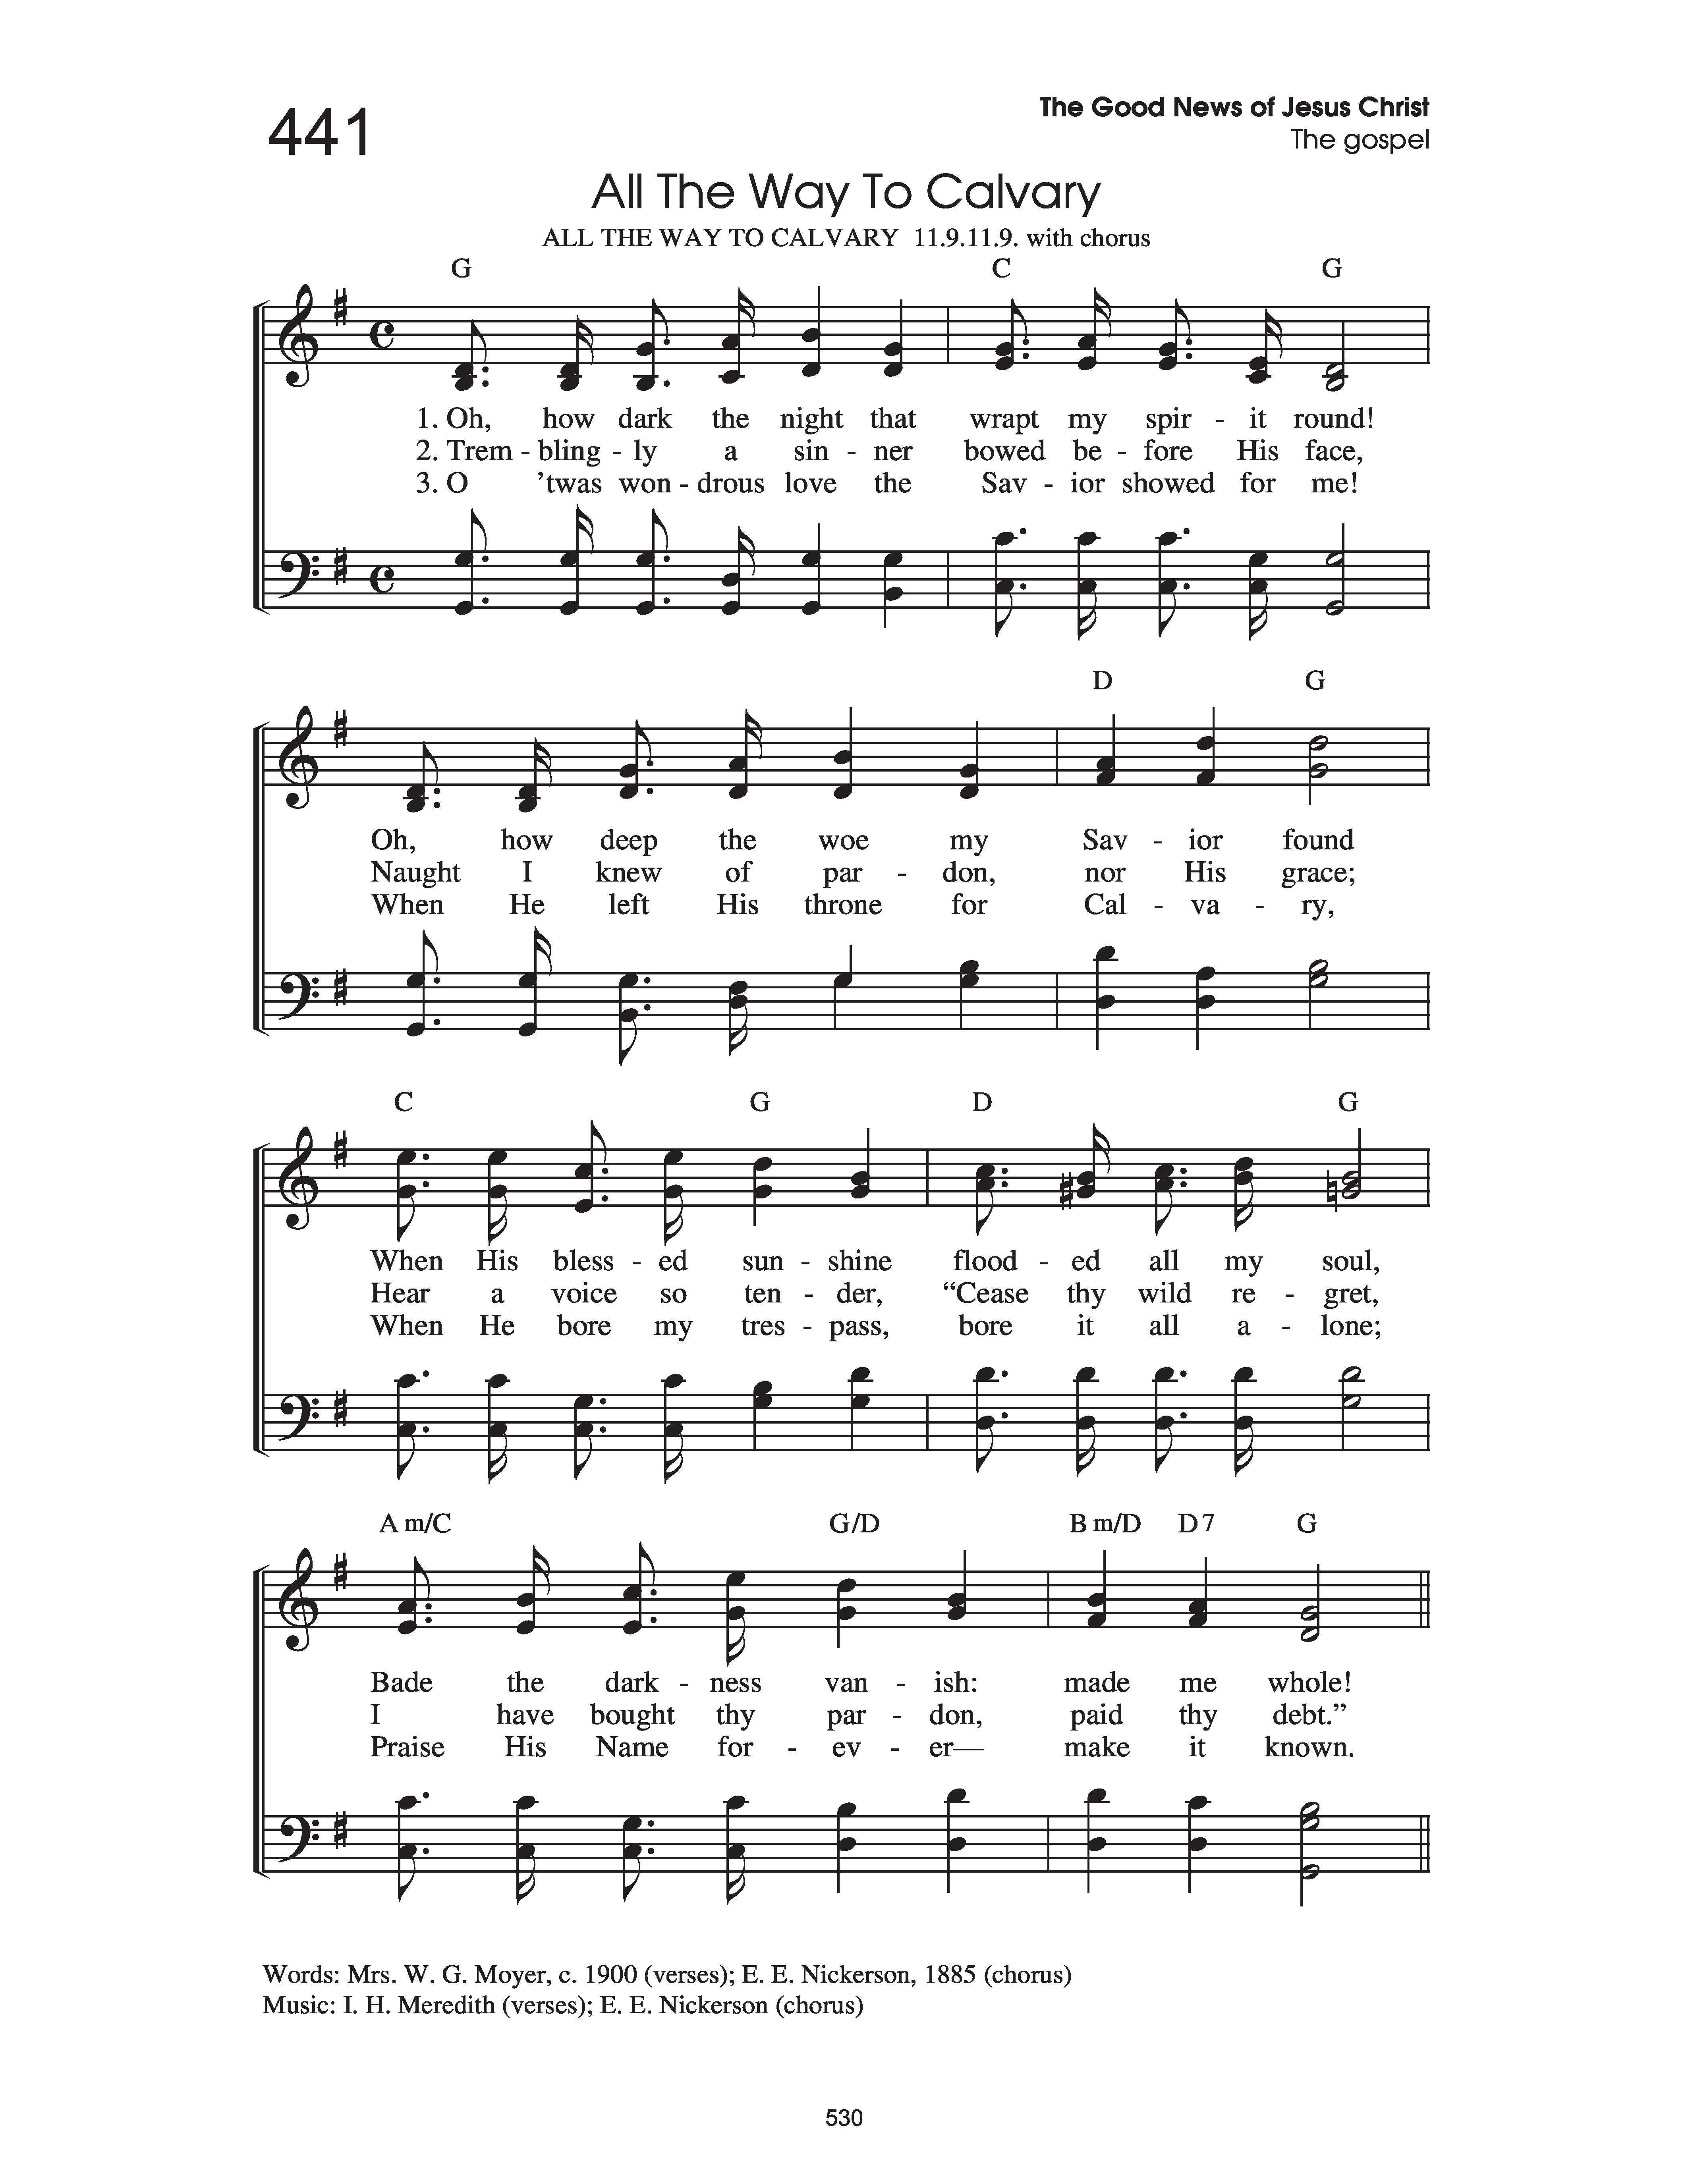 441
The Good News of Jesus Christ
The gospel
All The Way To Calvary
ALL THE WAY TO CALVARY 11.9.11.9. with chorus
G C G
1. Oh, how dark the night that wrapt my spir - it round!
2. Trem - bling - ly a sin - ner bowed be - fore His face,
3. O ’twas won - drous love the Sav - ior showed for me!
D G
Oh, how deep the woe my Sav - ior found
Naught I knew of par - don, nor His grace;
When He left His throne for Cal - va - ry,
C G D G
When His bless - ed sun - shine flood - ed all my soul,
Hear a voice so ten - der, “Cease thy wild re - gret,
When He bore my tres - pass, bore it all a - lone;
Am/C G/D Bm/D D7 G
Bade the dark - ness van - ish: made me whole!
I have bought thy par - don, paid thy debt.”
Praise His Name for - ev - er— make it known.
Words: Mrs. W. G. Moyer, c. 1900 (verses); E. E. Nickerson, 1885 (chorus)
Music: I. H. Meredith (verses); E. E. Nickerson (chorus)
530